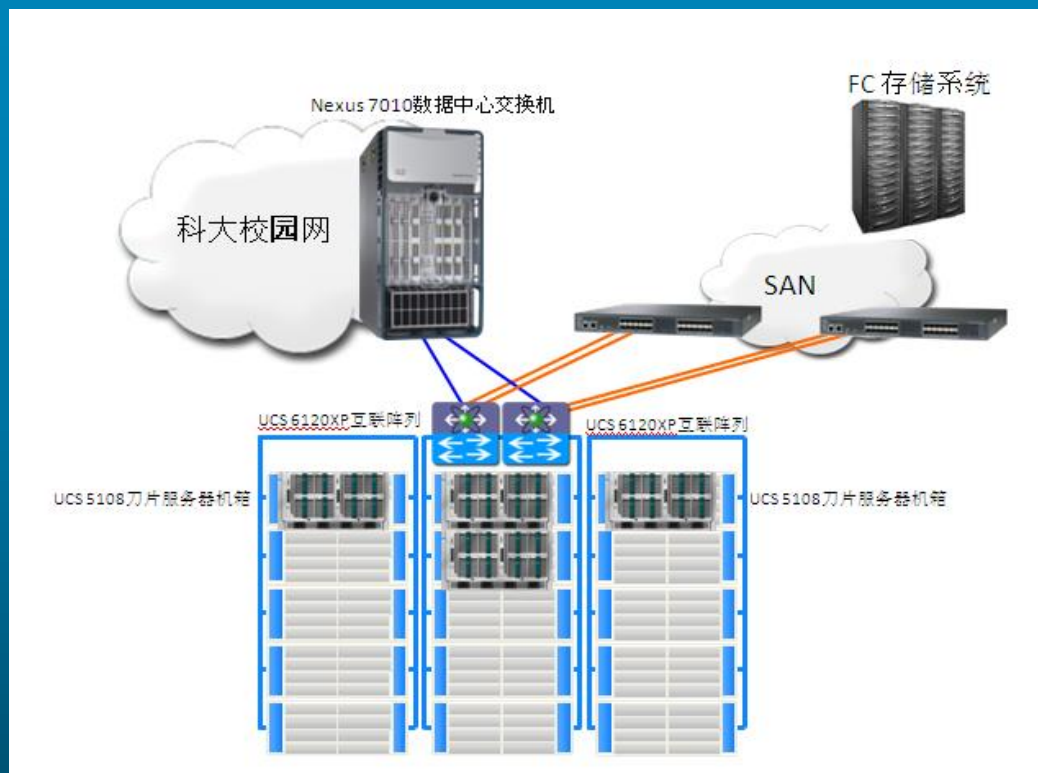 FC 存储系统
Nexus 7010数据中心交换机
科大校园网
SAN
UCS 6120XP互联阵列
UCS 6120XP互联阵列
UCS 5108刀片服务器机箱
UCS 5108刀片服务器机箱